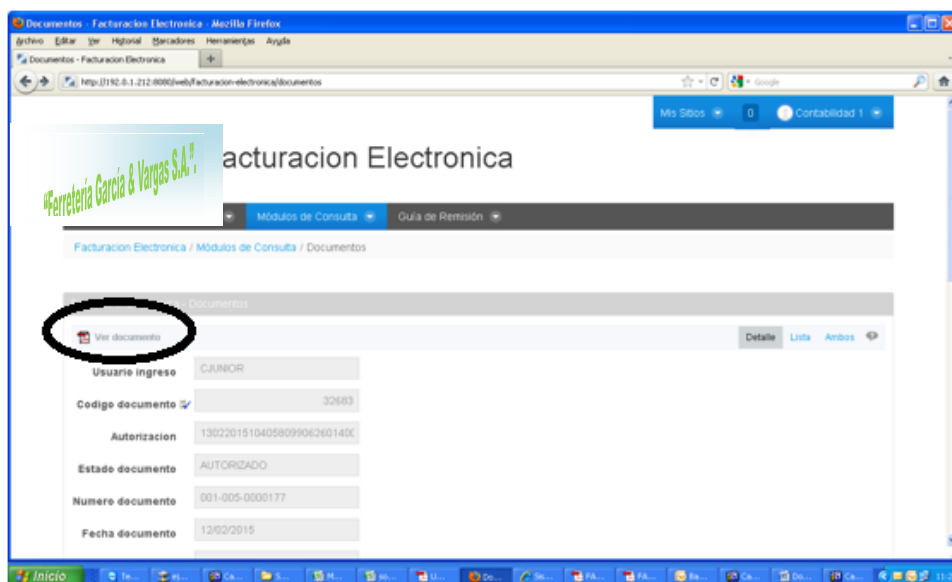 Documentos - Facturacion Electronica - Mozilla Firefox
Archivo Editar Ver Historial Marcadores Herramientas Ayuda
Documentos - Facturacion Electronica
http://192.0.1.212:8080/web/facturacion-electronica/documentos
Google
Mis Sitios 0 Contabilidad 1
"Ferretería García & Vargas S.A.".
acturacion Electronica
Módulos de Consulta Guía de Remisión
Facturacion Electronica / Módulos de Consulta / Documentos
- Documentos
Ver documento Detalle Lista Ambos
Usuario ingreso CJUNIOR
Codigo documento 32683
Autorizacion
Estado documento AUTORIZADO
Numero documento 001-005-0000177
Fecha documento 12/02/2015
Inicio